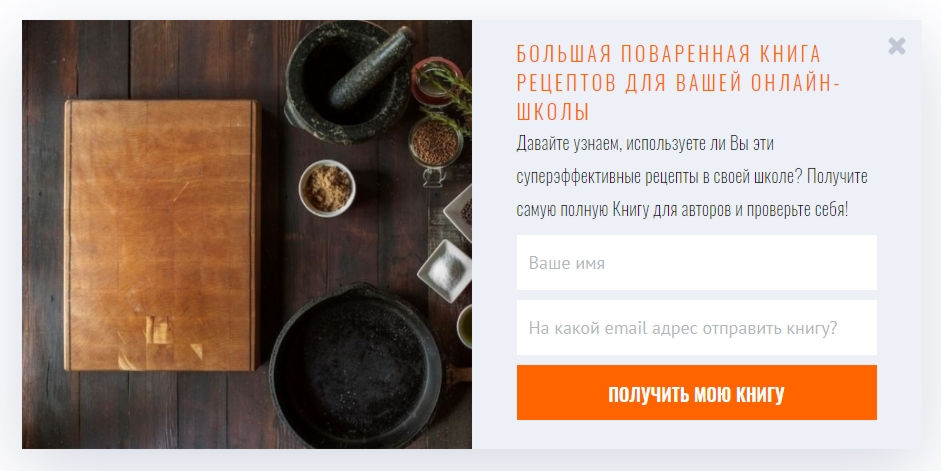 БОЛЬШАЯ ПОВАРЕННАЯ КНИГА
РЕЦЕПТОВ ДЛЯ ВАШЕЙ ОНЛАЙН-
ШКОЛЫ
Давайте узнаем, используете ли Вы эти
суперэффективные рецепты в своей школе? Получите
самую полную Книгу для авторов и проверьте себя!
Ваше имя
На какой email адрес отправить книгу?
ПОЛУЧИТЬ МОЮ КНИГУ